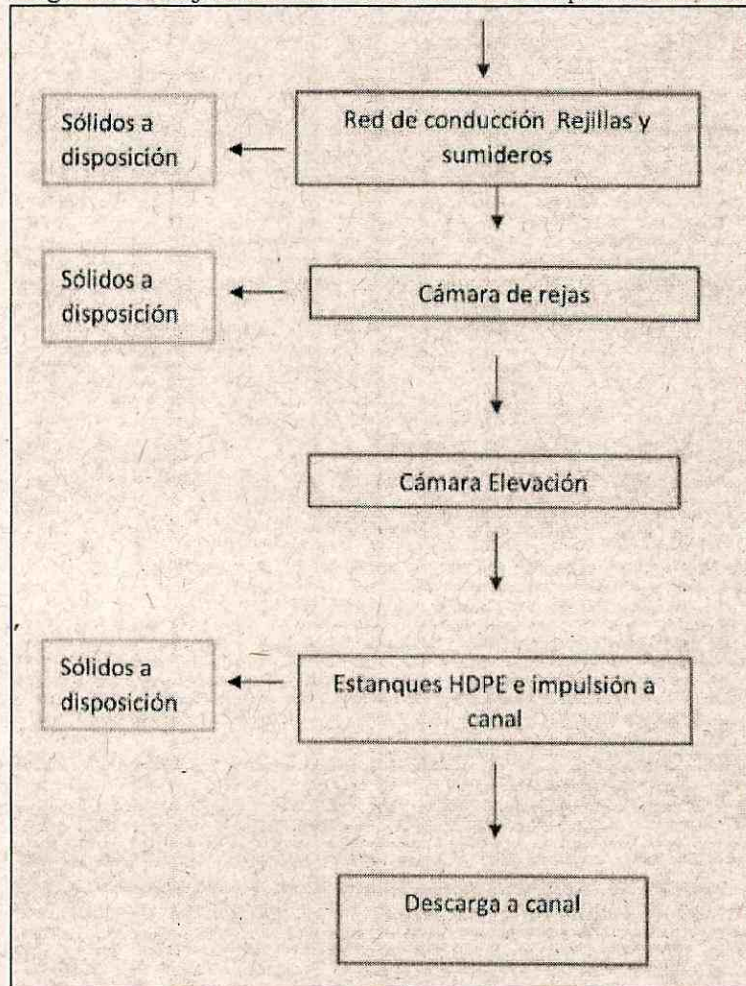 Sólidos a
disposición
Red de conducción Rejillas y
sumideros
Sólidos a
disposición
Cámara de rejas
Cámara Elevación
Sólidos a
disposición
Estanques HDPE e impulsión a
canal
Descarga a canal